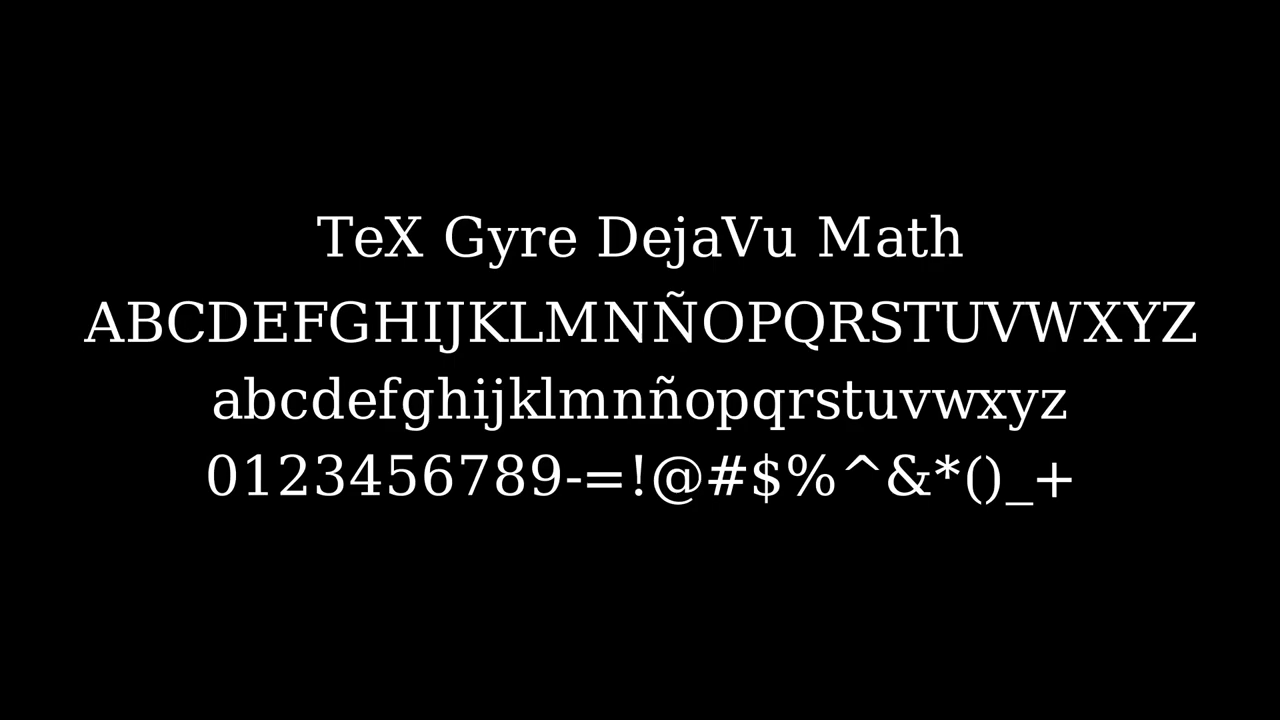 TeX Gyre DejaVu Math
ABCDEFGHIJKLMNÑOPQRSTUVWXYZ
abcdefghijklmnñopqrstuvwxyz
0123456789-=!@#$%^&*()_+